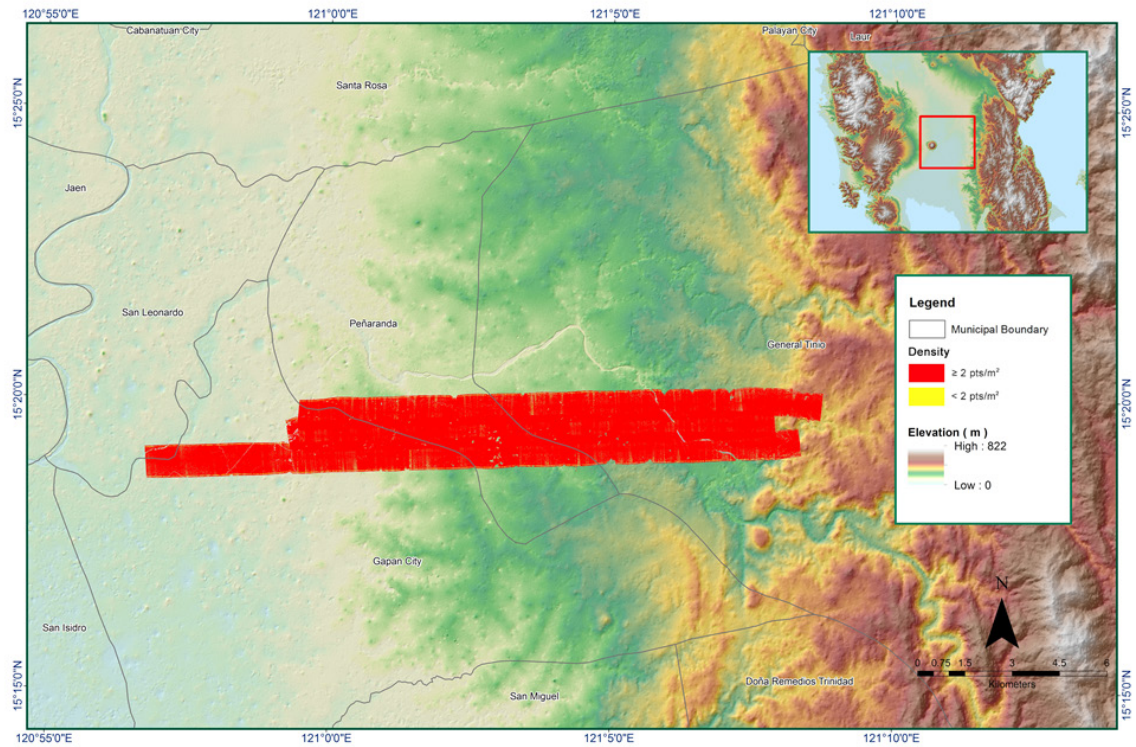 120°55'0"E
121°0'0"E
121°5'0"E
121°10'0"E
15°25'0"N
15°20'0"N
15°15'0"N
Cabanatuan City
Palayan City
Laur
Santa Rosa
Jaen
San Leonardo
Peñaranda
General Tinio
Gapan City
San Isidro
San Miguel
Doña Remedios Trinidad
Legend
Municipal Boundary
Density
≥ 2 pts/m²
< 2 pts/m²
Elevation ( m )
High : 822
Low : 0
N
0 0.75 1.5 3 4.5 6
Kilometers
15°25'0"N
15°20'0"N
15°15'0"N
120°55'0"E
121°0'0"E
121°5'0"E
121°10'0"E